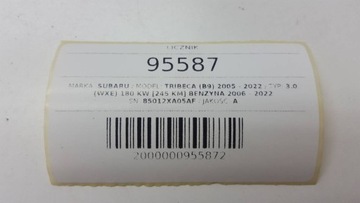 LICZNIK
95587
MARKA: SUBARU , MODEL: TRIBECA (B9) 2005 - 2022 , TYP: 3.0
(WXE) 180 KW [245 KM] BENZYNA 2006 - 2022
SN: 85012XA05AF , JAKOŚĆ: A
2000000955872